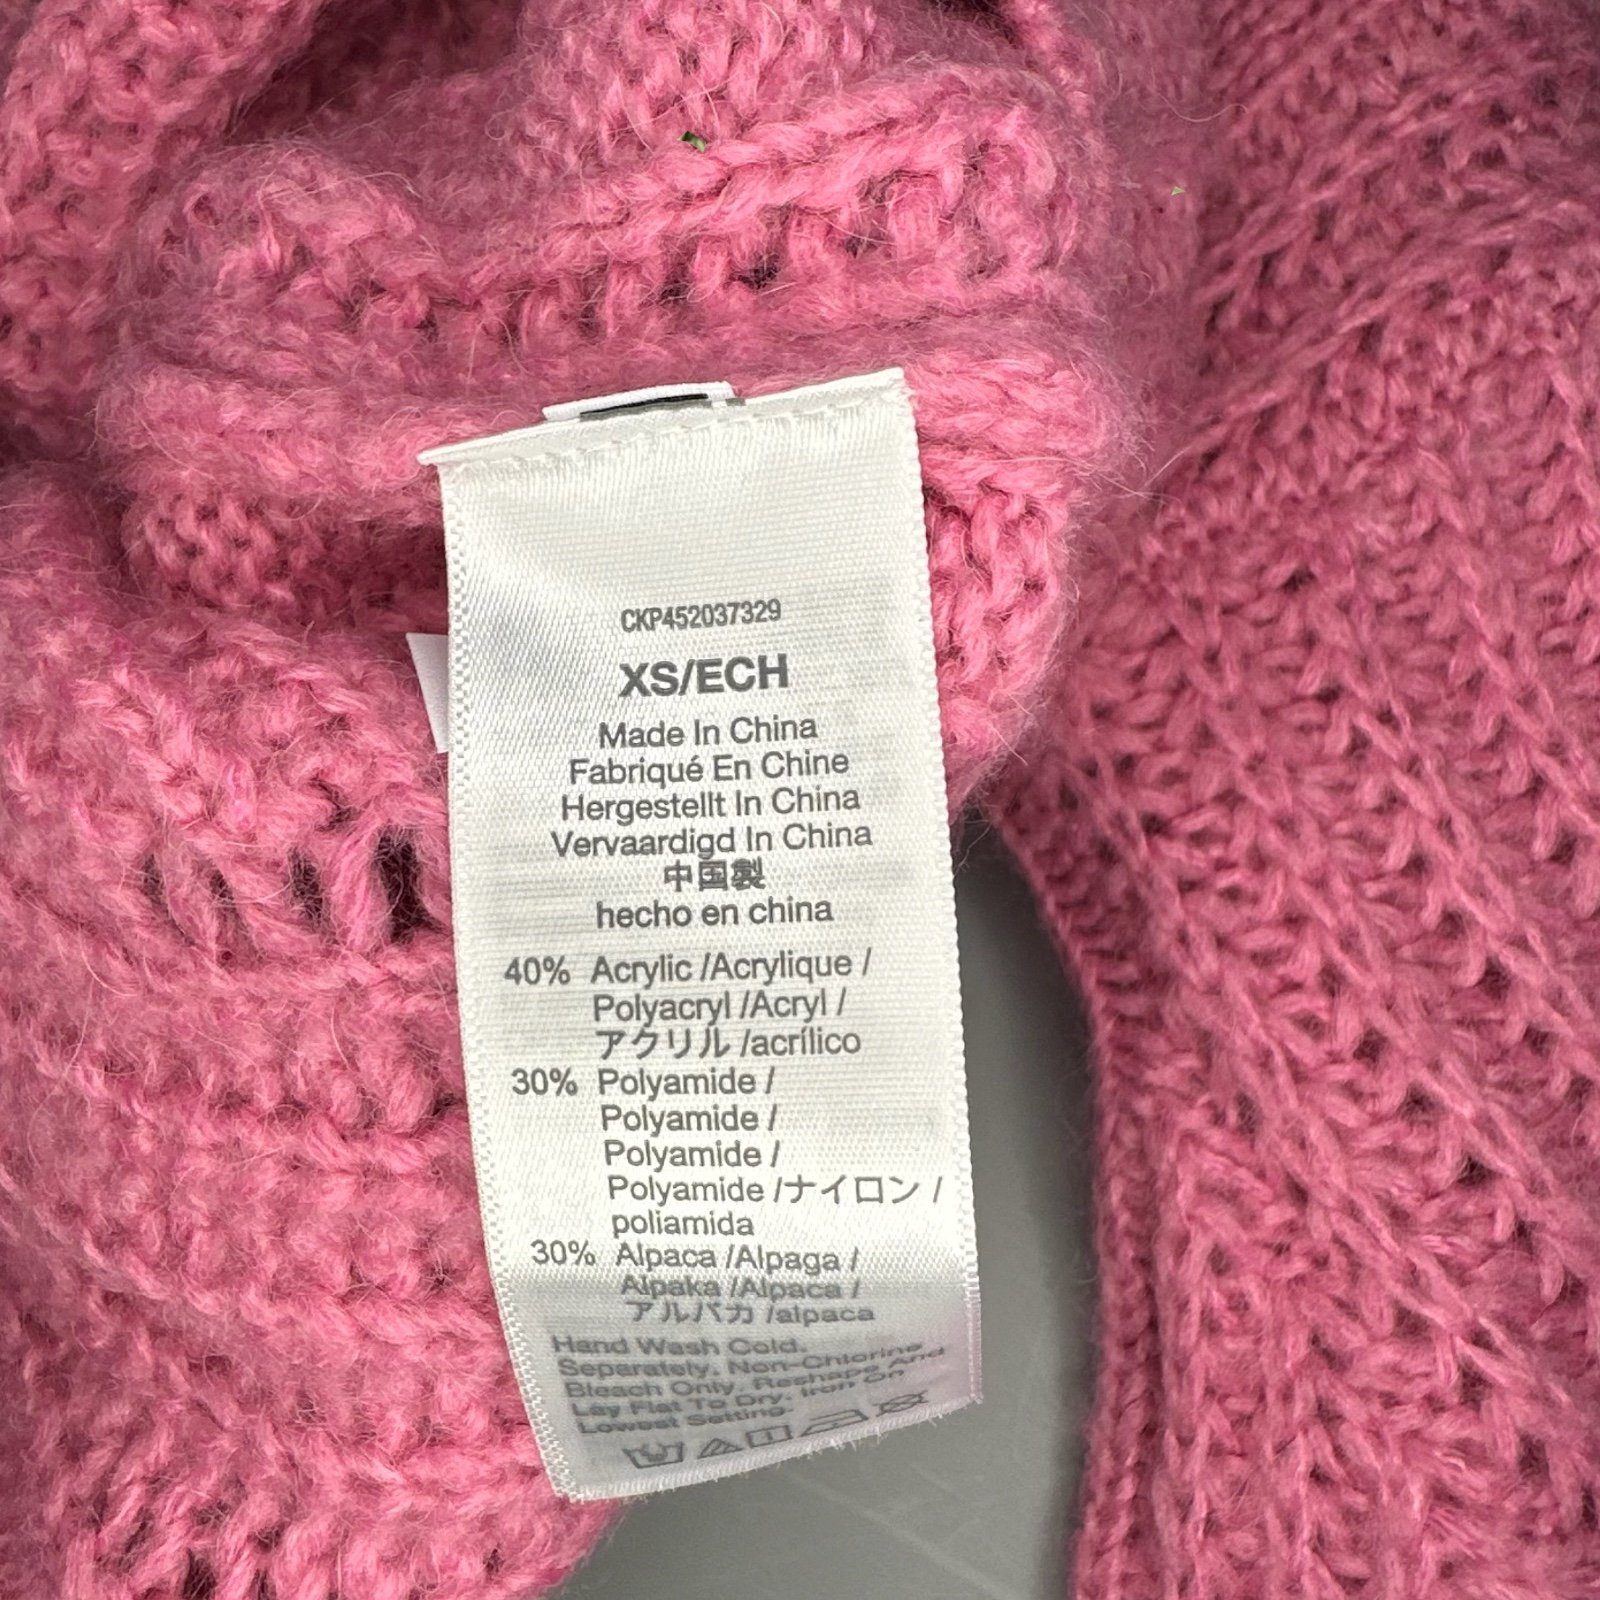 CKP452037329
XS/ECH
Made In China
Fabriqué En Chine
Hergestellt In China
Vervaardigd In China
中国製
hecho en china
40% Acrylic /Acrylique /
Polyacryl /Acryl /
アクリル /acrílico
30% Polyamide /
Polyamide /
Polyamide /
Polyamide /ナイロン /
poliamida
30% Alpaca /Alpaga /
Alpaka /Alpaca /
アルパカ /alpaca
Hand Wash Cold.
Separately. Non-Chlorine
Bleach Only. Reshape And
Lay Flat To Dry. Iron On
Lowest Setting.